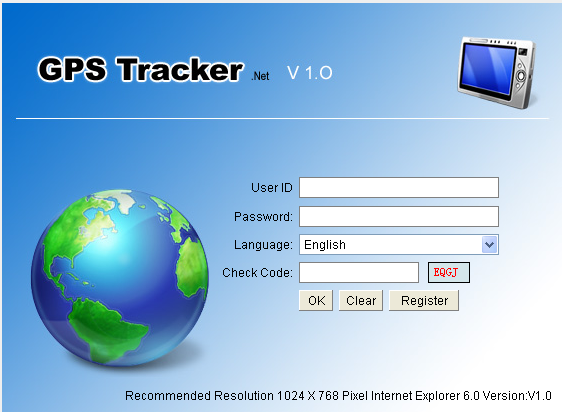 GPS Tracker .Net V 1.O
User ID
Password:
Language: English
Check Code: EQGJ
OK Clear Register
Recommended Resolution 1024 X 768 Pixel Internet Explorer 6.0 Version:V1.0